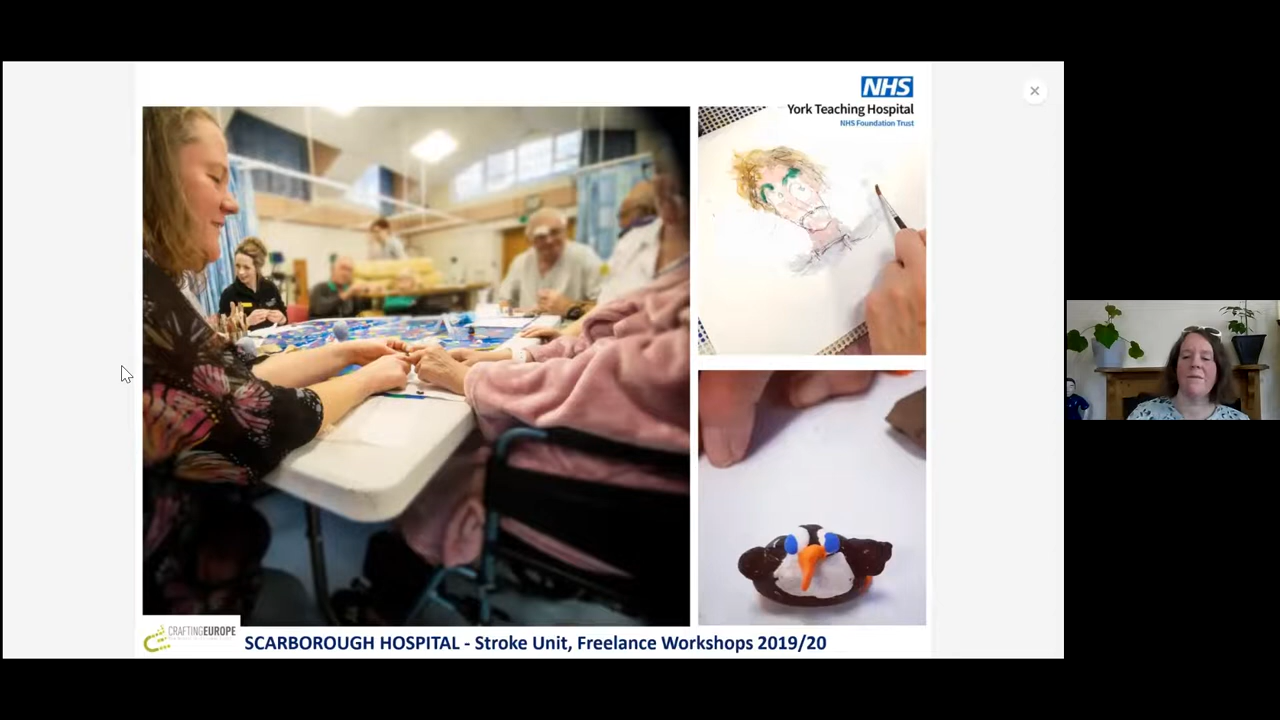 NHS
York Teaching Hospital
NHS Foundation Trust
CRAFTINGEUROPE
SCARBOROUGH HOSPITAL - Stroke Unit, Freelance Workshops 2019/20